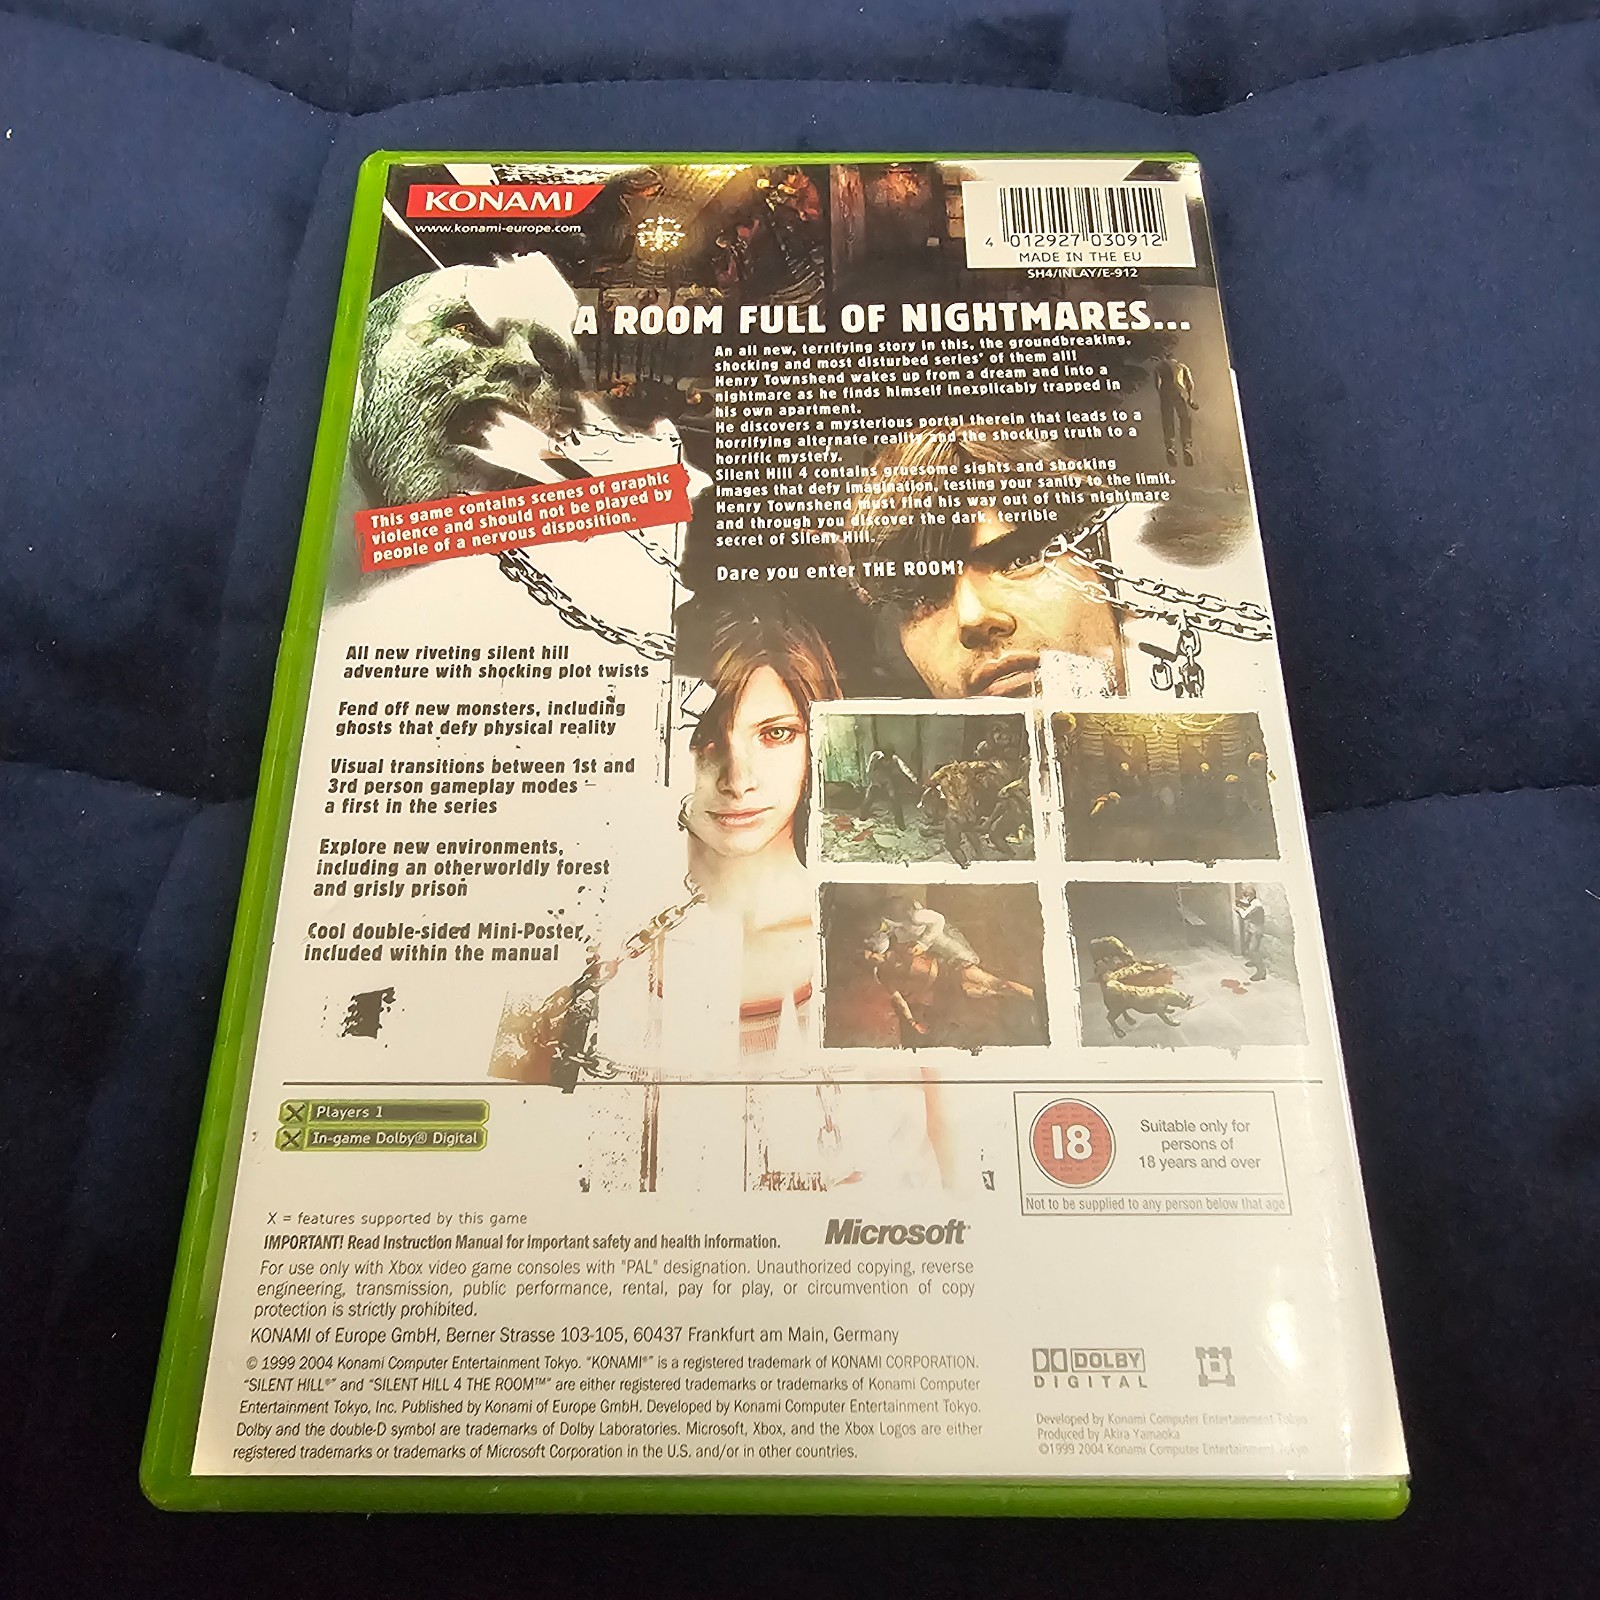 KONAMI
www.konami-europe.com
4 012927 030912
MADE IN THE EU
SH4/INLAY/E-912
A ROOM FULL OF NIGHTMARES...
An all new, terrifying story in this, the groundbreaking,
shocking and most disturbed series' of them all!
Henry Townshend wakes up from a dream and into a
nightmare as he finds himself inexplicably trapped in
his own apartment.
He discovers a mysterious portal therein that leads to a
horrifying alternate reality and the shocking truth to a
horrific mystery.
Silent Hill 4 contains gruesome sights and shocking
images that defy imagination, testing your sanity to the limit.
Henry Townshend must find his way out of this nightmare
and through you discover the dark, terrible
secret of Silent Hill.
Dare you enter THE ROOM?
This game contains scenes of graphic
violence and should not be played by
people of a nervous disposition.
All new riveting silent hill
adventure with shocking plot twists
Fend off new monsters, including
ghosts that defy physical reality
Visual transitions between 1st and
3rd person gameplay modes –
a first in the series
Explore new environments,
including an otherworldly forest
and grisly prison
Cool double-sided Mini-Poster,
included within the manual
Players 1
In-game Dolby® Digital
18
Suitable only for
persons of
18 years and over
Not to be supplied to any person below that age
X = features supported by this game
IMPORTANT! Read Instruction Manual for important safety and health information.
Microsoft®
For use only with Xbox video game consoles with "PAL" designation. Unauthorized copying, reverse
engineering, transmission, public performance, rental, pay for play, or circumvention of copy
protection is strictly prohibited.
KONAMI of Europe GmbH, Berner Strasse 103-105, 60437 Frankfurt am Main, Germany
© 1999 2004 Konami Computer Entertainment Tokyo. "KONAMI®" is a registered trademark of KONAMI CORPORATION.
"SILENT HILL®" and "SILENT HILL 4 THE ROOM™" are either registered trademarks or trademarks of Konami Computer
Entertainment Tokyo, Inc. Published by Konami of Europe GmbH. Developed by Konami Computer Entertainment Tokyo.
Dolby and the double-D symbol are trademarks of Dolby Laboratories. Microsoft, Xbox, and the Xbox Logos are either
registered trademarks or trademarks of Microsoft Corporation in the U.S. and/or in other countries.
DOLBY
DIGITAL
Developed by Konami Computer Entertainment Tokyo
Produced by Akira Yamaoka
©1999 2004 Konami Computer Entertainment Tokyo